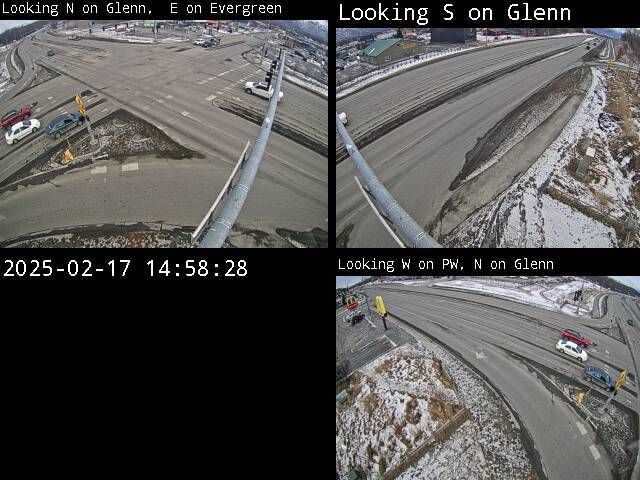 Looking N on Glenn,  E on Evergreen
Looking S on Glenn
2025-02-17 14:58:28
Looking W on PW, N on Glenn